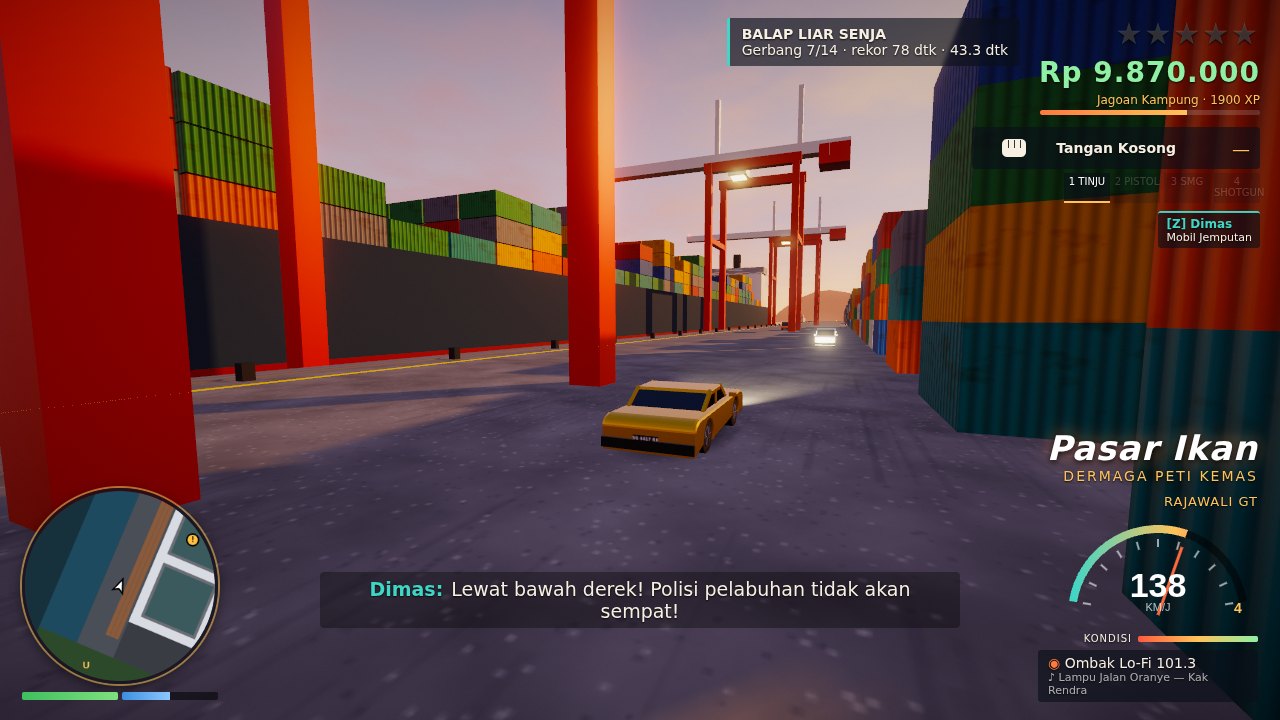 BALAP LIAR SENJA
Gerbang 7/14 · rekor 78 dtk · 43.3 dtk
★★★★★
Rp 9.870.000
Jagoan Kampung · 1900 XP
Tangan Kosong —
1 TINJU 2 PISTOL 3 SMG 4 SHOTGUN
[Z] Dimas
Mobil Jemputan
Pasar Ikan
DERMAGA PETI KEMAS
RAJAWALI GT
138
KM/J
4
KONDISI
Ombak Lo-Fi 101.3
♪ Lampu Jalan Oranye — Kak
Rendra
Dimas: Lewat bawah derek! Polisi pelabuhan tidak akan
sempat!
!
U